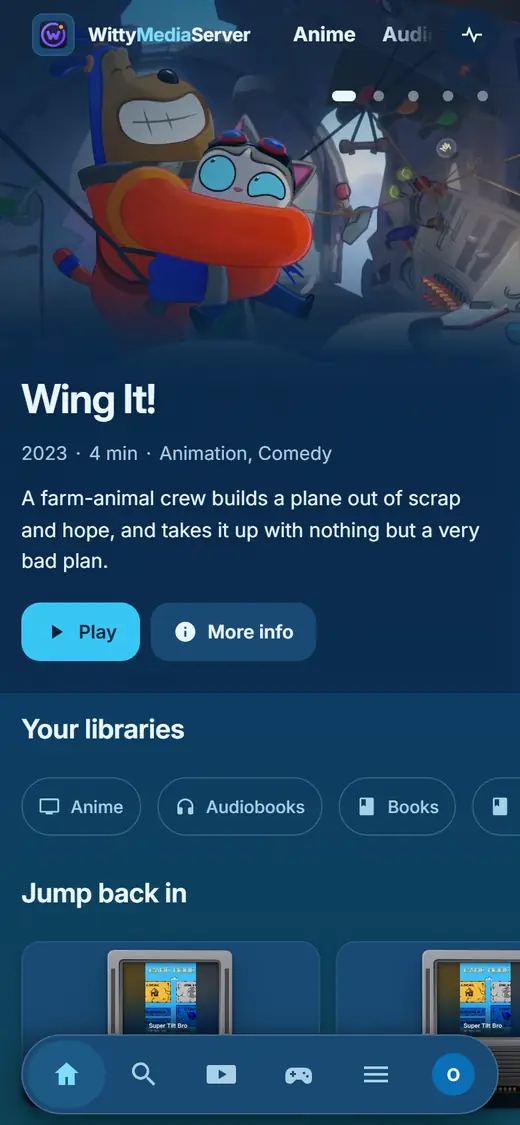 WittyMediaServer Anime Audi
Wing It!
2023 · 4 min · Animation, Comedy
A farm-animal crew builds a plane out of scrap
and hope, and takes it up with nothing but a very
bad plan.
Play More info
Your libraries
Anime Audiobooks Books
Jump back in
Super Tilt Bro Super Tilt Bro
O